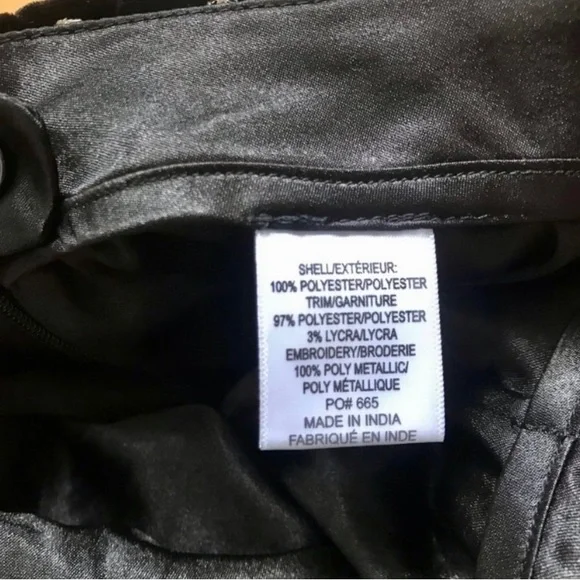 SHELL/EXTÉRIEUR:
100% POLYESTER/POLYESTER
TRIM/GARNITURE
97% POLYESTER/POLYESTER
3% LYCRA/LYCRA
EMBROIDERY/BRODERIE
100% POLY METALLIC/
POLY MÉTALLIQUE
PO# 665
MADE IN INDIA
FABRIQUÉ EN INDE